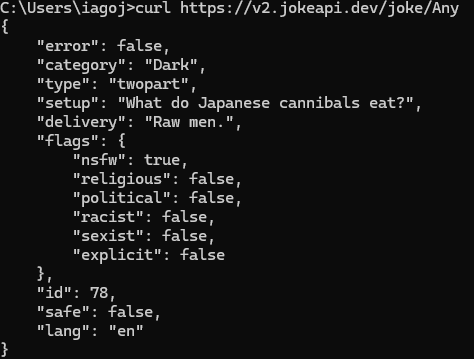 C:\Users\iagoj>curl https://v2.jokeapi.dev/joke/Any
{
    "error": false,
    "category": "Dark",
    "type": "twopart",
    "setup": "What do Japanese cannibals eat?",
    "delivery": "Raw men.",
    "flags": {
        "nsfw": true,
        "religious": false,
        "political": false,
        "racist": false,
        "sexist": false,
        "explicit": false
    },
    "id": 78,
    "safe": false,
    "lang": "en"
}